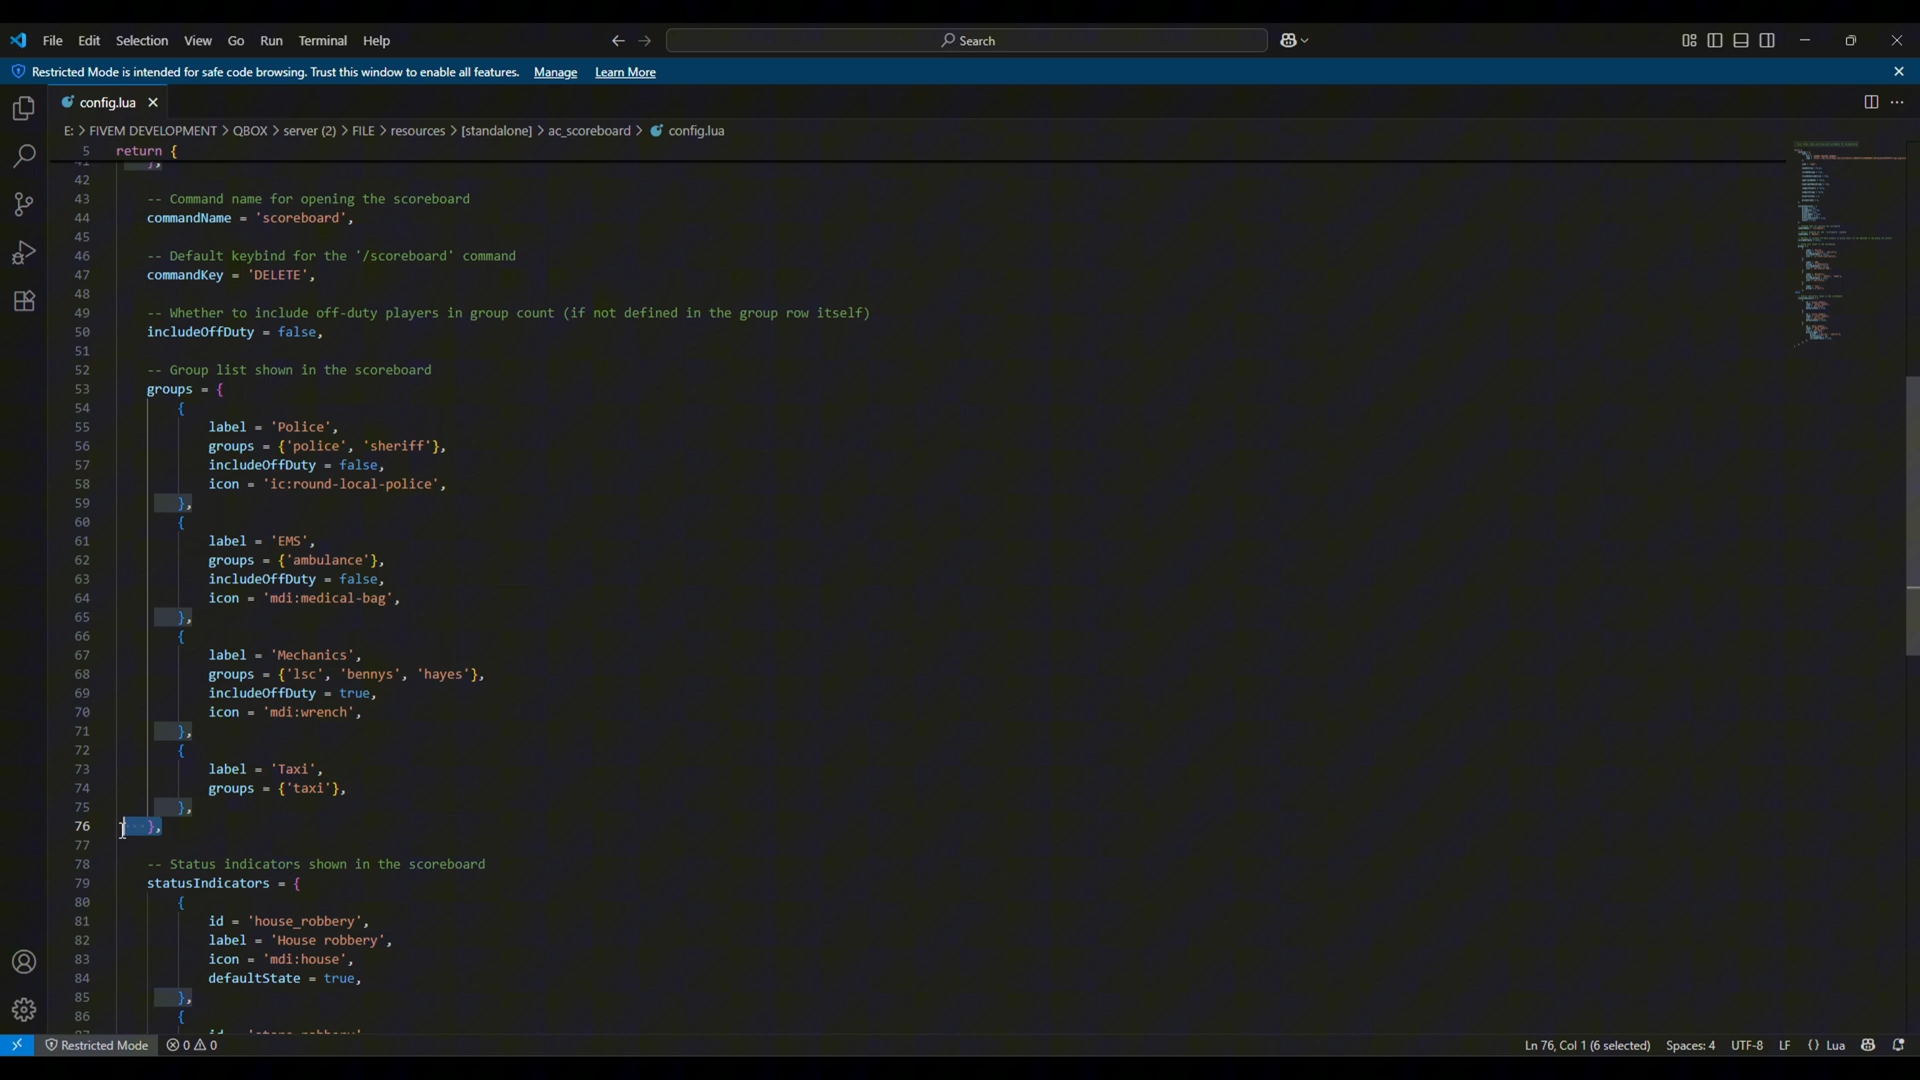 File Edit Selection View Go Run Terminal Help
Search
Restricted Mode is intended for safe code browsing. Trust this window to enable all features. Manage Learn More
config.lua
E: > FIVEM DEVELOPMENT > QBOX > server (2) > FILE > resources > [standalone] > ac_scoreboard > config.lua
5 return {
41 },
42
43 -- Command name for opening the scoreboard
44 commandName = 'scoreboard',
45
46 -- Default keybind for the '/scoreboard' command
47 commandKey = 'DELETE',
48
49 -- Whether to include off-duty players in group count (if not defined in the group row itself)
50 includeOffDuty = false,
51
52 -- Group list shown in the scoreboard
53 groups = {
54 {
55 label = 'Police',
56 groups = {'police', 'sheriff'},
57 includeOffDuty = false,
58 icon = 'ic:round-local-police',
59 },
60 {
61 label = 'EMS',
62 groups = {'ambulance'},
63 includeOffDuty = false,
64 icon = 'mdi:medical-bag',
65 },
66 {
67 label = 'Mechanics',
68 groups = {'lsc', 'bennys', 'hayes'},
69 includeOffDuty = true,
70 icon = 'mdi:wrench',
71 },
72 {
73 label = 'Taxi',
74 groups = {'taxi'},
75 },
76 },
77
78 -- Status indicators shown in the scoreboard
79 statusIndicators = {
80 {
81 id = 'house_robbery',
82 label = 'House robbery',
83 icon = 'mdi:house',
84 defaultState = true,
85 },
86 {
Restricted Mode 0 0 Ln 76, Col 1 (6 selected) Spaces: 4 UTF-8 LF {} Lua